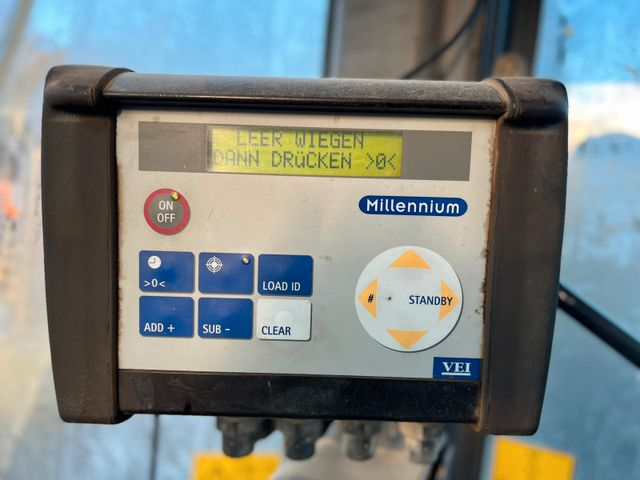 LEER WIEGEN
DANN DRÜCKEN >0<
ON
OFF
Millennium
>0<
LOAD ID
# STANDBY
ADD +
SUB -
CLEAR
VEI